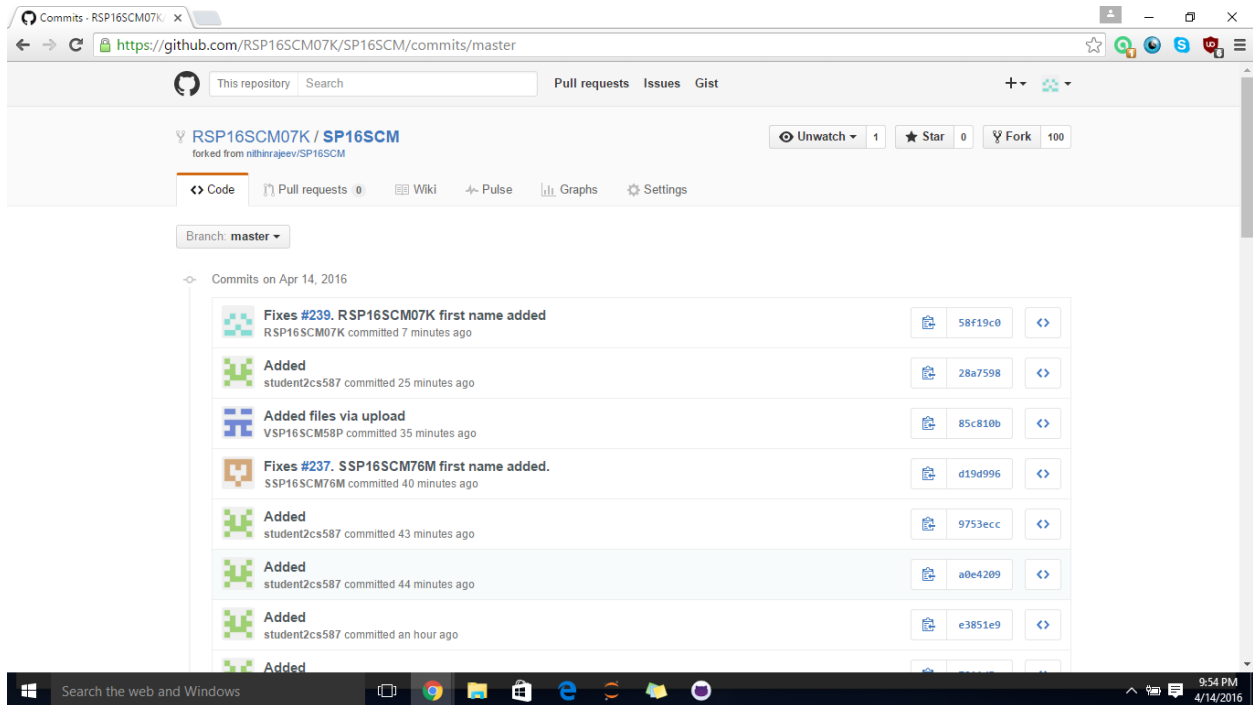 Commits · RSP16SCM07K/
https://github.com/RSP16SCM07K/SP16SCM/commits/master
This repository Search Pull requests Issues Gist
RSP16SCM07K / SP16SCM Unwatch 1 Star 0 Fork 100
forked from nithinrajeev/SP16SCM
Code Pull requests 0 Wiki Pulse Graphs Settings
Branch: master
Commits on Apr 14, 2016
Fixes #239. RSP16SCM07K first name added
RSP16SCM07K committed 7 minutes ago
58f19c0
Added
student2cs587 committed 25 minutes ago
28a7598
Added files via upload
VSP16SCM58P committed 35 minutes ago
85c810b
Fixes #237. SSP16SCM76M first name added.
SSP16SCM76M committed 40 minutes ago
d19d996
Added
student2cs587 committed 43 minutes ago
9753ecc
Added
student2cs587 committed 44 minutes ago
a0e4209
Added
student2cs587 committed an hour ago
e3851e9
Added
Search the web and Windows
9:54 PM
4/14/2016